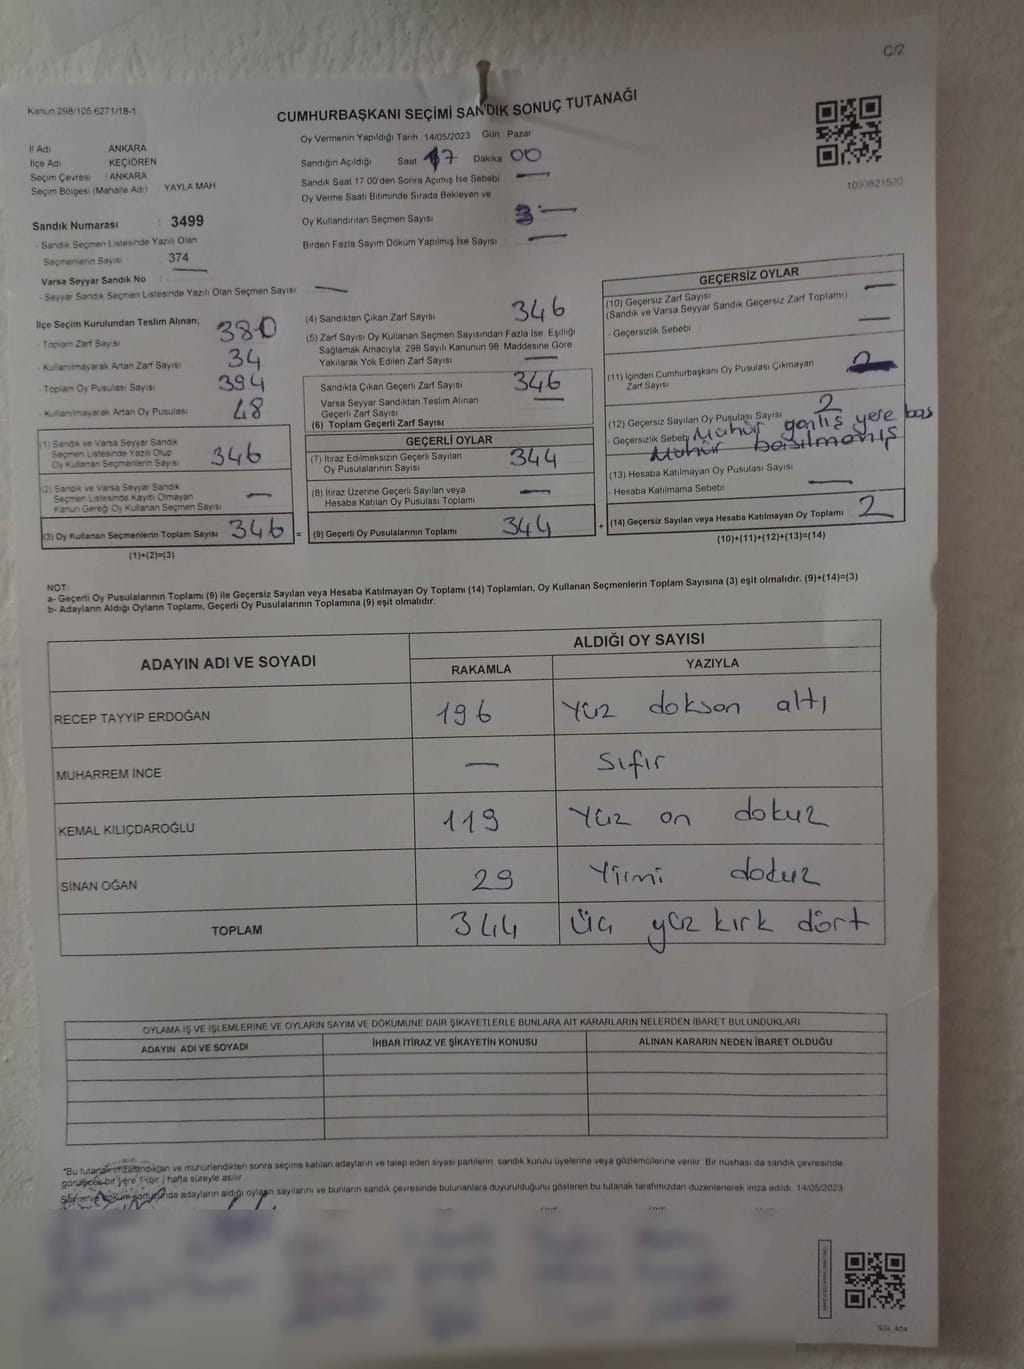 C/2
Kanun 298/105 6271/18-1
CUMHURBAŞKANI SEÇİMİ SANDIK SONUÇ TUTANAĞI
Oy Vermenin Yapıldığı Tarih 14/05/2023 Gün Pazar
İl Adı ANKARA
İlçe Adı KEÇİÖREN
Seçim Çevresi : ANKARA
Seçim Bölgesi (Mahalle Adı) : YAYLA MAH
Sandığın Açıldığı Saat 17 Dakika 00
Sandık Saat 17 00'den Sonra Açımış İse Sebebi —
Oy Verme Saati Bitiminde Sırada Bekleyen ve
Oy Kullandırılan Seçmen Sayısı —
Birden Fazla Sayım Döküm Yapılmış İse Sayısı —
1093821520
Sandık Numarası : 3499
- Sandık Seçmen Listesinde Yazılı Olan
Seçmenlerin Sayısı 374
Varsa Seyyar Sandık No —
- Seyyar Sandık Seçmen Listesinde Yazılı Olan Seçmen Sayısı —
İlçe Seçim Kurulundan Teslim Alınan;
- Toplam Zarf Sayısı 380
- Kullanılmayarak Artan Zarf Sayısı 34
- Toplam Oy Pusulası Sayısı 394
- Kullanılmayarak Artan Oy Pusulası 48
(1) Sandık ve Varsa Seyyar Sandık
Seçmen Listesinde Yazılı Olup
Oy Kullanan Seçmenlerin Sayısı 346
(2) Sandık ve Varsa Seyyar Sandık
Seçmen Listesinde Kayıtlı Olmayan
Kanun Gereği Oy Kullanan Seçmen Sayısı —
(3) Oy Kullanan Seçmenlerin Toplam Sayısı 346 =
(1)+(2)=(3)
(4) Sandıktan Çıkan Zarf Sayısı 346
(5) Zarf Sayısı Oy Kullanan Seçmen Sayısından Fazla İse; Eşitliği
Sağlamak Amacıyla; 298 Sayılı Kanunun 98. Maddesine Göre
Yakılarak Yok Edilen Zarf Sayısı —
Sandıkta Çıkan Geçerli Zarf Sayısı 346
Varsa Seyyar Sandıktan Teslim Alınan
Geçerli Zarf Sayısı —
(6) Toplam Geçerli Zarf Sayısı
GEÇERLİ OYLAR
(7) İtiraz Edilmeksizin Geçerli Sayılan
Oy Pusulalarının Sayısı 344
(8) İtiraz Üzerine Geçerli Sayılan veya
Hesaba Katılan Oy Pusulası Toplamı —
(9) Geçerli Oy Pusulalarının Toplamı 344 +
GEÇERSİZ OYLAR
(10) Geçersiz Zarf Sayısı
(Sandık ve Varsa Seyyar Sandık Geçersiz Zarf Toplamı) —
- Geçersizlik Sebebi —
(11) İçinden Cumhurbaşkanı Oy Pusulası Çıkmayan
Zarf Sayısı
(12) Geçersiz Sayılan Oy Pusulası Sayısı 2
- Geçersizlik Sebebi Mühür yanlış yere bas
Mühür basılmamış
(13) Hesaba Katılmayan Oy Pusulası Sayısı
- Hesaba Katılmama Sebebi —
(14) Geçersiz Sayılan veya Hesaba Katılmayan Oy Toplamı 2
(10)+(11)+(12)+(13)=(14)
NOT:
a- Geçerli Oy Pusulalarının Toplamı (9) ile Geçersiz Sayılan veya Hesaba Katılmayan Oy Toplamı (14) Toplamları, Oy Kullanan Seçmenlerin Toplam Sayısına (3) eşit olmalıdır. (9)+(14)=(3)
b- Adayların Aldığı Oyların Toplamı, Geçerli Oy Pusulalarının Toplamına (9) eşit olmalıdır.
ADAYIN ADI VE SOYADI ALDIĞI OY SAYISI
RAKAMLA YAZIYLA
RECEP TAYYIP ERDOĞAN 196 Yüz doksan altı
MUHARREM İNCE — Sıfır
KEMAL KILIÇDAROĞLU 119 Yüz on dokuz
SİNAN OĞAN 29 Yirmi dokuz
TOPLAM 344 Üç yüz kırk dört
OYLAMA İŞ VE İŞLEMLERİNE VE OYLARIN SAYIM VE DÖKÜMÜNE DAİR ŞİKAYETLERLE BUNLARA AİT KARARLARIN NELERDEN İBARET BULUNDUKLARI
ADAYIN ADI VE SOYADI İHBAR İTİRAZ VE ŞİKAYETİN KONUSU ALINAN KARARIN NEDEN İBARET OLDUĞU
*Bu tutanak imzalandıktan ve mühürlendikten sonra seçime katılan adayların ve talep eden siyasi partilerin sandık kurulu üyelerine veya gözlemcilerine verilir. Bir nüshası da sandık çevresinde
görülecek bir yere 1 (bir) hafta süreyle asılır
Sayım ve döküm sonucunda adayların aldığı oyların sayılarını ve bunların sandık çevresinde bulunanlara duyurulduğunu gösteren bu tutanak tarafımızdan düzenlenerek imza edildi. 14/05/2023